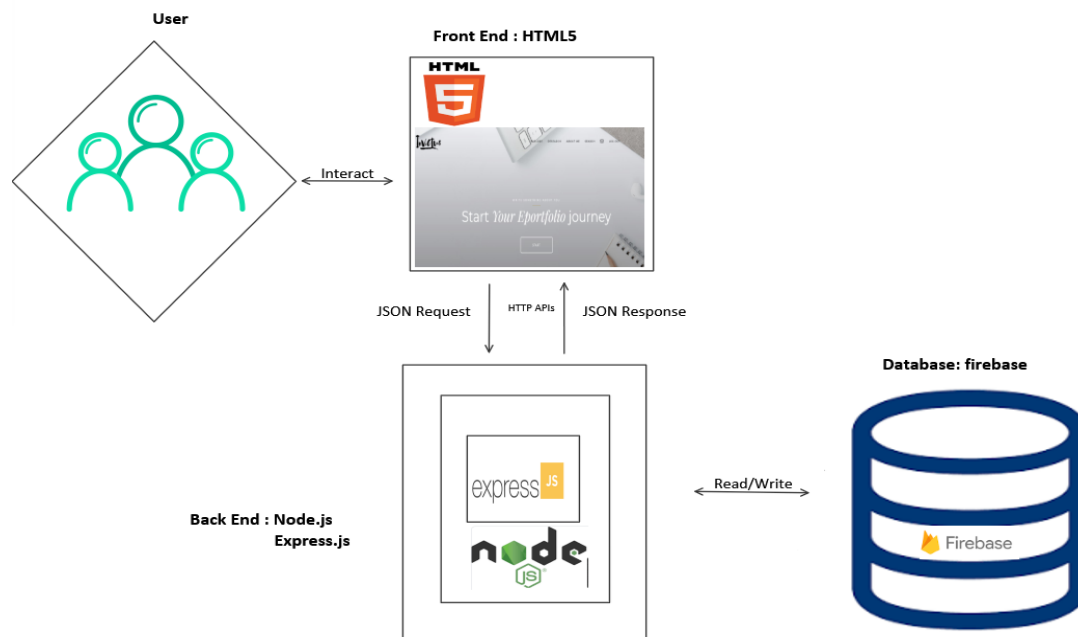 User
Front End : HTML5
HTML
5
Start Your Eportfolio journey
Interact
JSON Request
HTTP APIs
JSON Response
Database: firebase
express JS
node
JS
Back End : Node.js
Express.js
Read/Write
Firebase